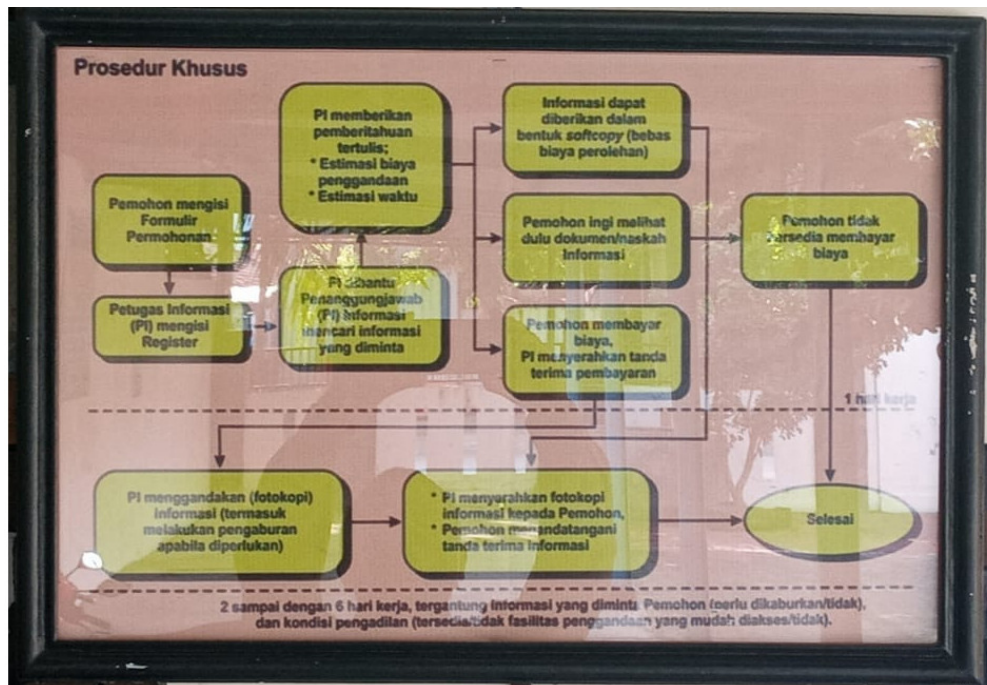 Prosedur Khusus
Pemohon mengisi
Formulir
Permohonan
Petugas Informasi
(PI) mengisi
Register
PI dibantu
Penanggungjawab
(PI) Informasi
mencari informasi
yang diminta
PI memberikan
pemberitahuan
tertulis;
* Estimasi biaya
penggandaan
* Estimasi waktu
Informasi dapat
diberikan dalam
bentuk softcopy (bebas
biaya perolehan)
Pemohon ingi melihat
dulu dokumen/naskah
Informasi
Pemohon membayar
biaya,
PI menyerahkan tanda
terima pembayaran
Pemohon tidak
bersedia membayar
biaya
1 hari kerja
PI menggandakan (fotokopi)
Informasi (termasuk
melakukan pengaburan
apabila diperlukan)
* PI menyerahkan fotokopi
informasi kepada Pemohon,
* Pemohon menandatangani
tanda terima Informasi
Selesai
2 sampai dengan 6 hari kerja, tergantung Informasi yang diminta Pemohon (perlu dikaburkan/tidak),
dan kondisi pengadilan (tersedia/tidak fasilitas penggandaan yang mudah diakses/tidak).